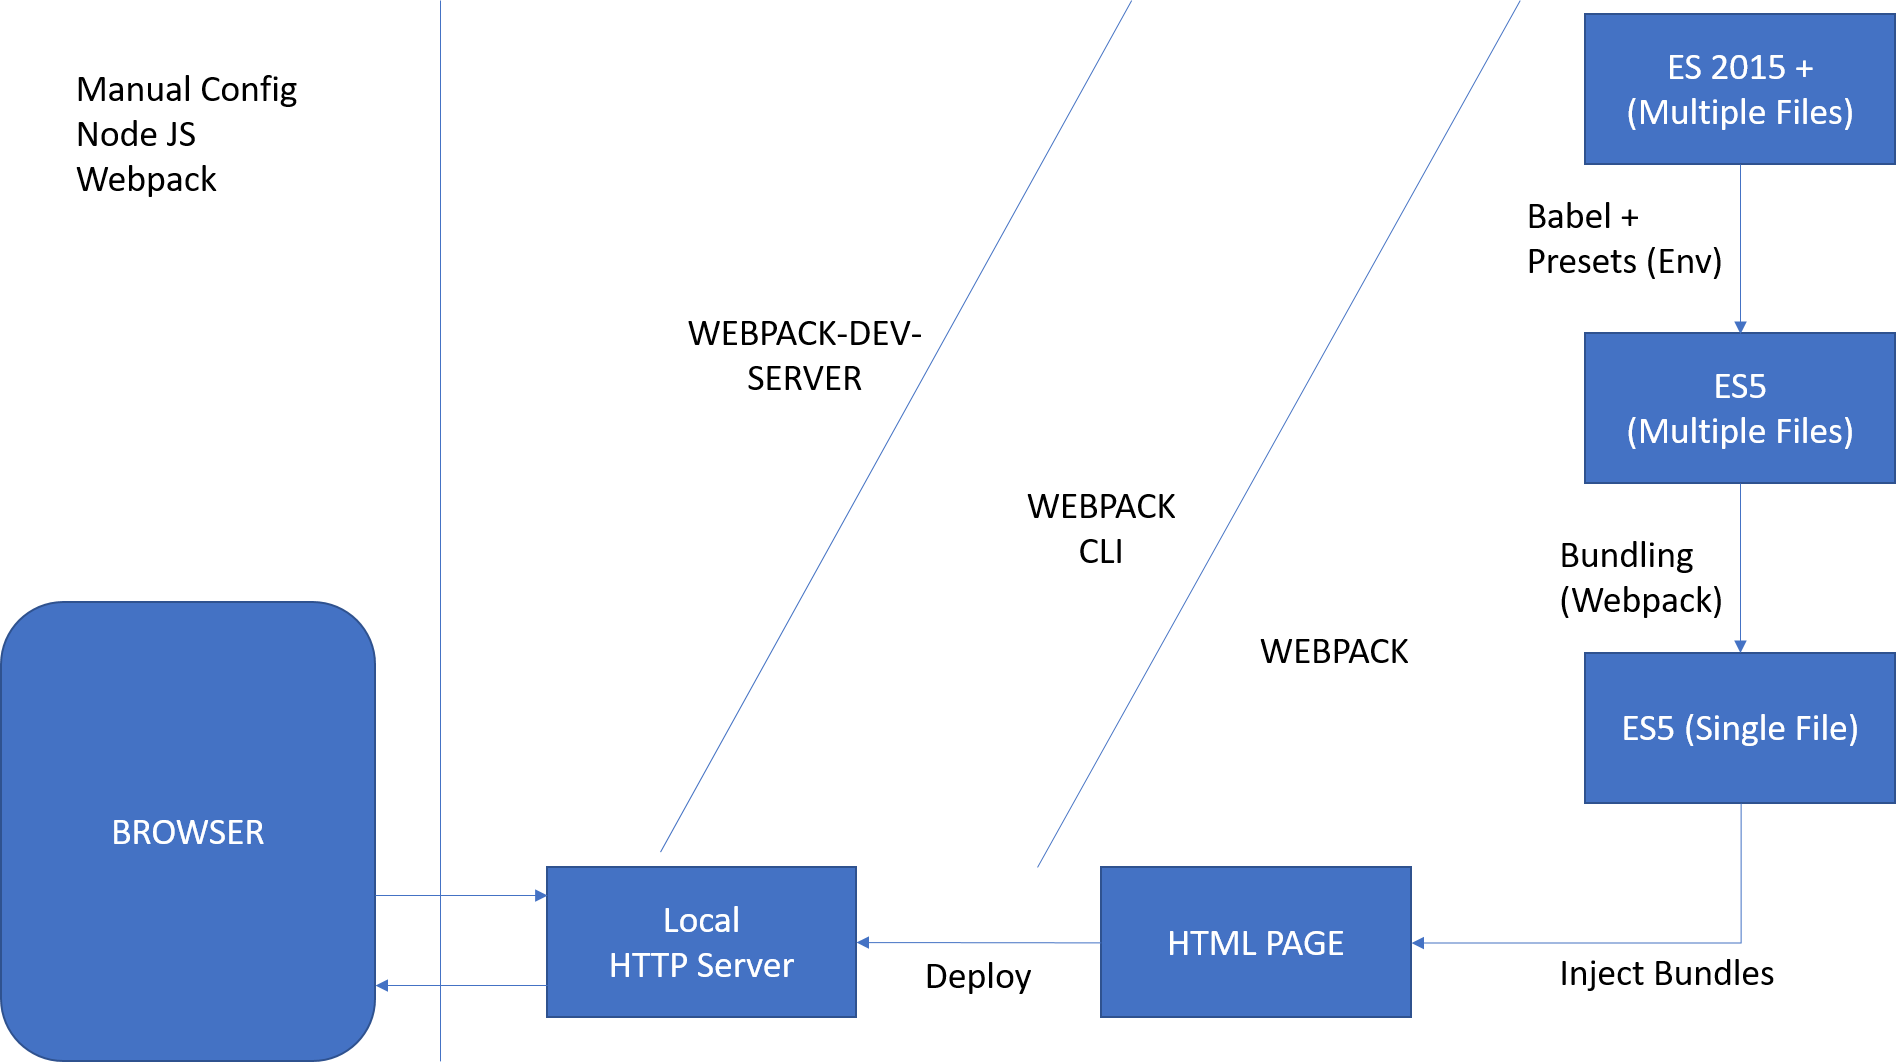 Manual Config
Node JS
Webpack
ES 2015 +
(Multiple Files)
Babel +
Presets (Env)
WEBPACK-DEV-
SERVER
ES5
(Multiple Files)
WEBPACK
CLI
Bundling
(Webpack)
WEBPACK
ES5 (Single File)
BROWSER
Local
HTTP Server
Deploy
HTML PAGE
Inject Bundles